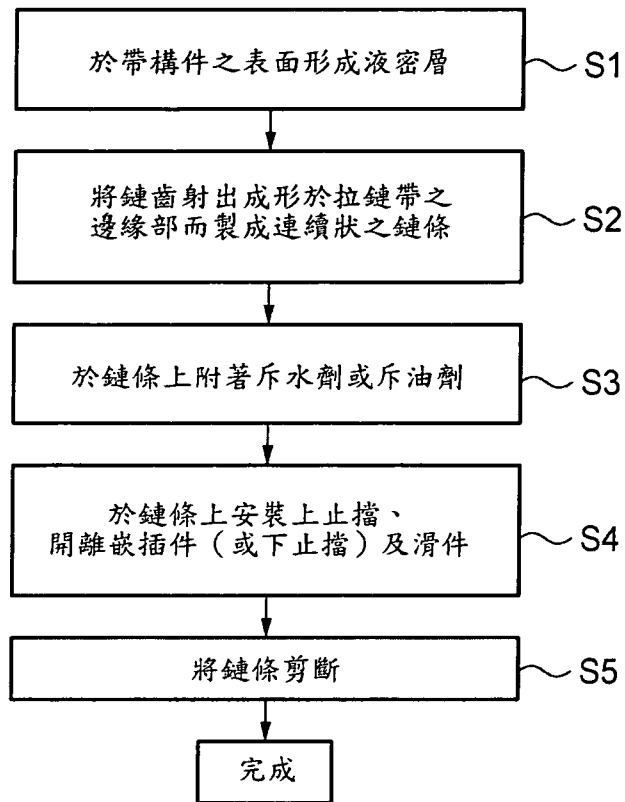 於帶構件之表面形成液密層
S1
將鏈齒射出成形於拉鏈帶之
邊緣部而製成連續狀之鏈條
S2
於鏈條上附著斥水劑或斥油劑
S3
於鏈條上安裝上止擋、
開離嵌插件（或下止擋）及滑件
S4
將鏈條剪斷
S5
完成